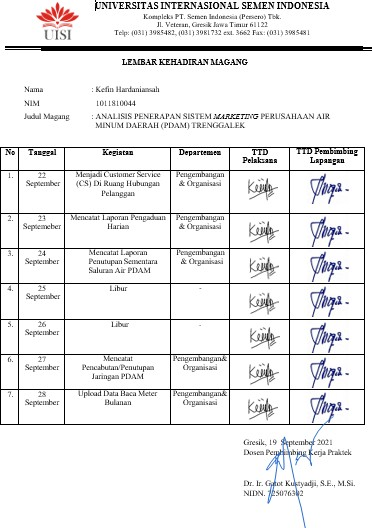 UNIVERSITAS INTERNASIONAL SEMEN INDONESIA
Kompleks PT. Semen Indonesia (Persero) Tbk.
Jl. Veteran, Gresik Jawa Timur 61122
Telp: (031) 3985482, (031) 3981732 ext. 3662 Fax: (031) 3985481
UISI
LEMBAR KEHADIRAN MAGANG
Nama : Kefin Hardaniansah
NIM 1011810044
Judul Magang : ANALISIS PENERAPAN SISTEM MARKETING PERUSAHAAN AIR
MINUM DAERAH (PDAM) TRENGGALEK
No Tanggal Kegiatan Departemen TTD Pelaksana TTD Pembimbing Lapangan
1. 22 September Menjadi Customer Service (CS) Di Ruang Hubungan Pelanggan Pengembangan & Organisasi
2. 23 Septemeber Mencatat Laporan Pengaduan Harian Pengembangan & Organisasi
3. 24 September Mencatat Laporan Penutupan Sementara Saluran Air PDAM Pengembangan & Organisasi
4. 25 September Libur -
5. 26 September Libur -
6. 27 September Mencatat Pencabutan/Penutupan Jaringan PDAM Pengembangan& Organisasi
7. 28 September Upload Data Baca Meter Bulanan Pengembangan& Organisasi
Gresik, 19 September 2021
Dosen Pembimbing Kerja Praktek
Dr. Ir. Gatot Kustyadji, S.E., M.Si.
NIDN.